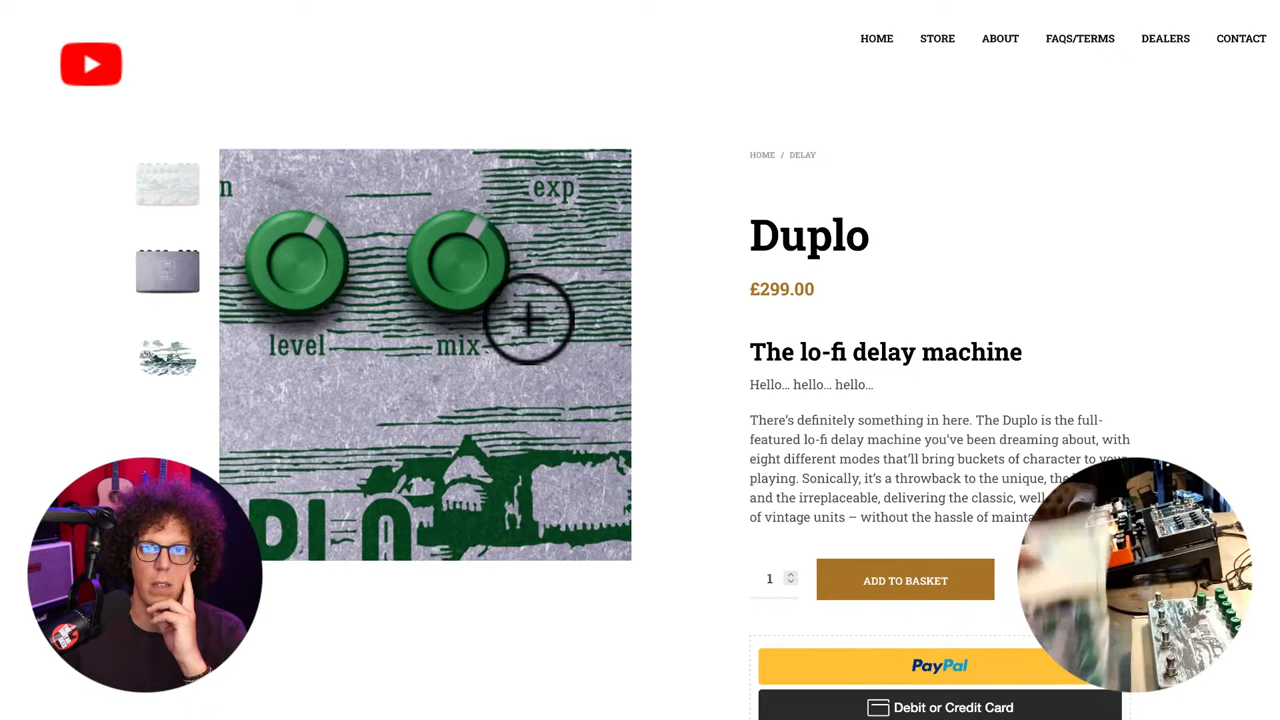 HOME STORE ABOUT FAQS/TERMS DEALERS CONTACT
HOME / DELAY
exp
Duplo
£299.00
level mix
The lo-fi delay machine
Hello... hello... hello...
There's definitely something in here. The Duplo is the full-
featured lo-fi delay machine you've been dreaming about, with
eight different modes that'll bring buckets of character to your
playing. Sonically, it's a throwback to the unique, the
and the irreplaceable, delivering the classic, well
of vintage units – without the hassle of
1
ADD TO BASKET
PayPal
Debit or Credit Card